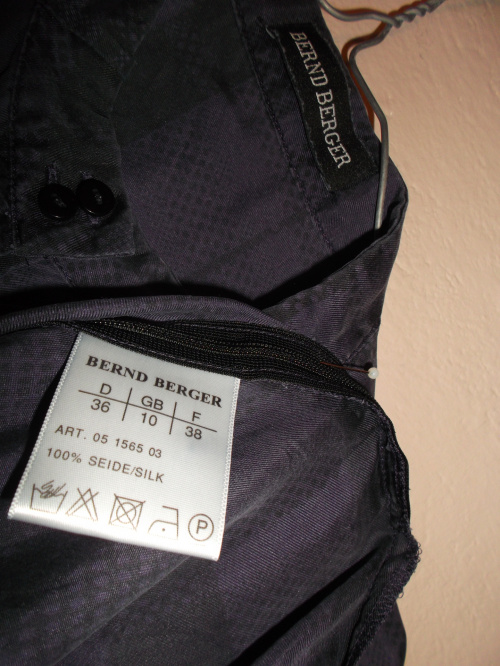 BERND BERGER
BERND BERGER
D GB F
36 10 38
ART. 05 1565 03
100% SEIDE/SILK
P